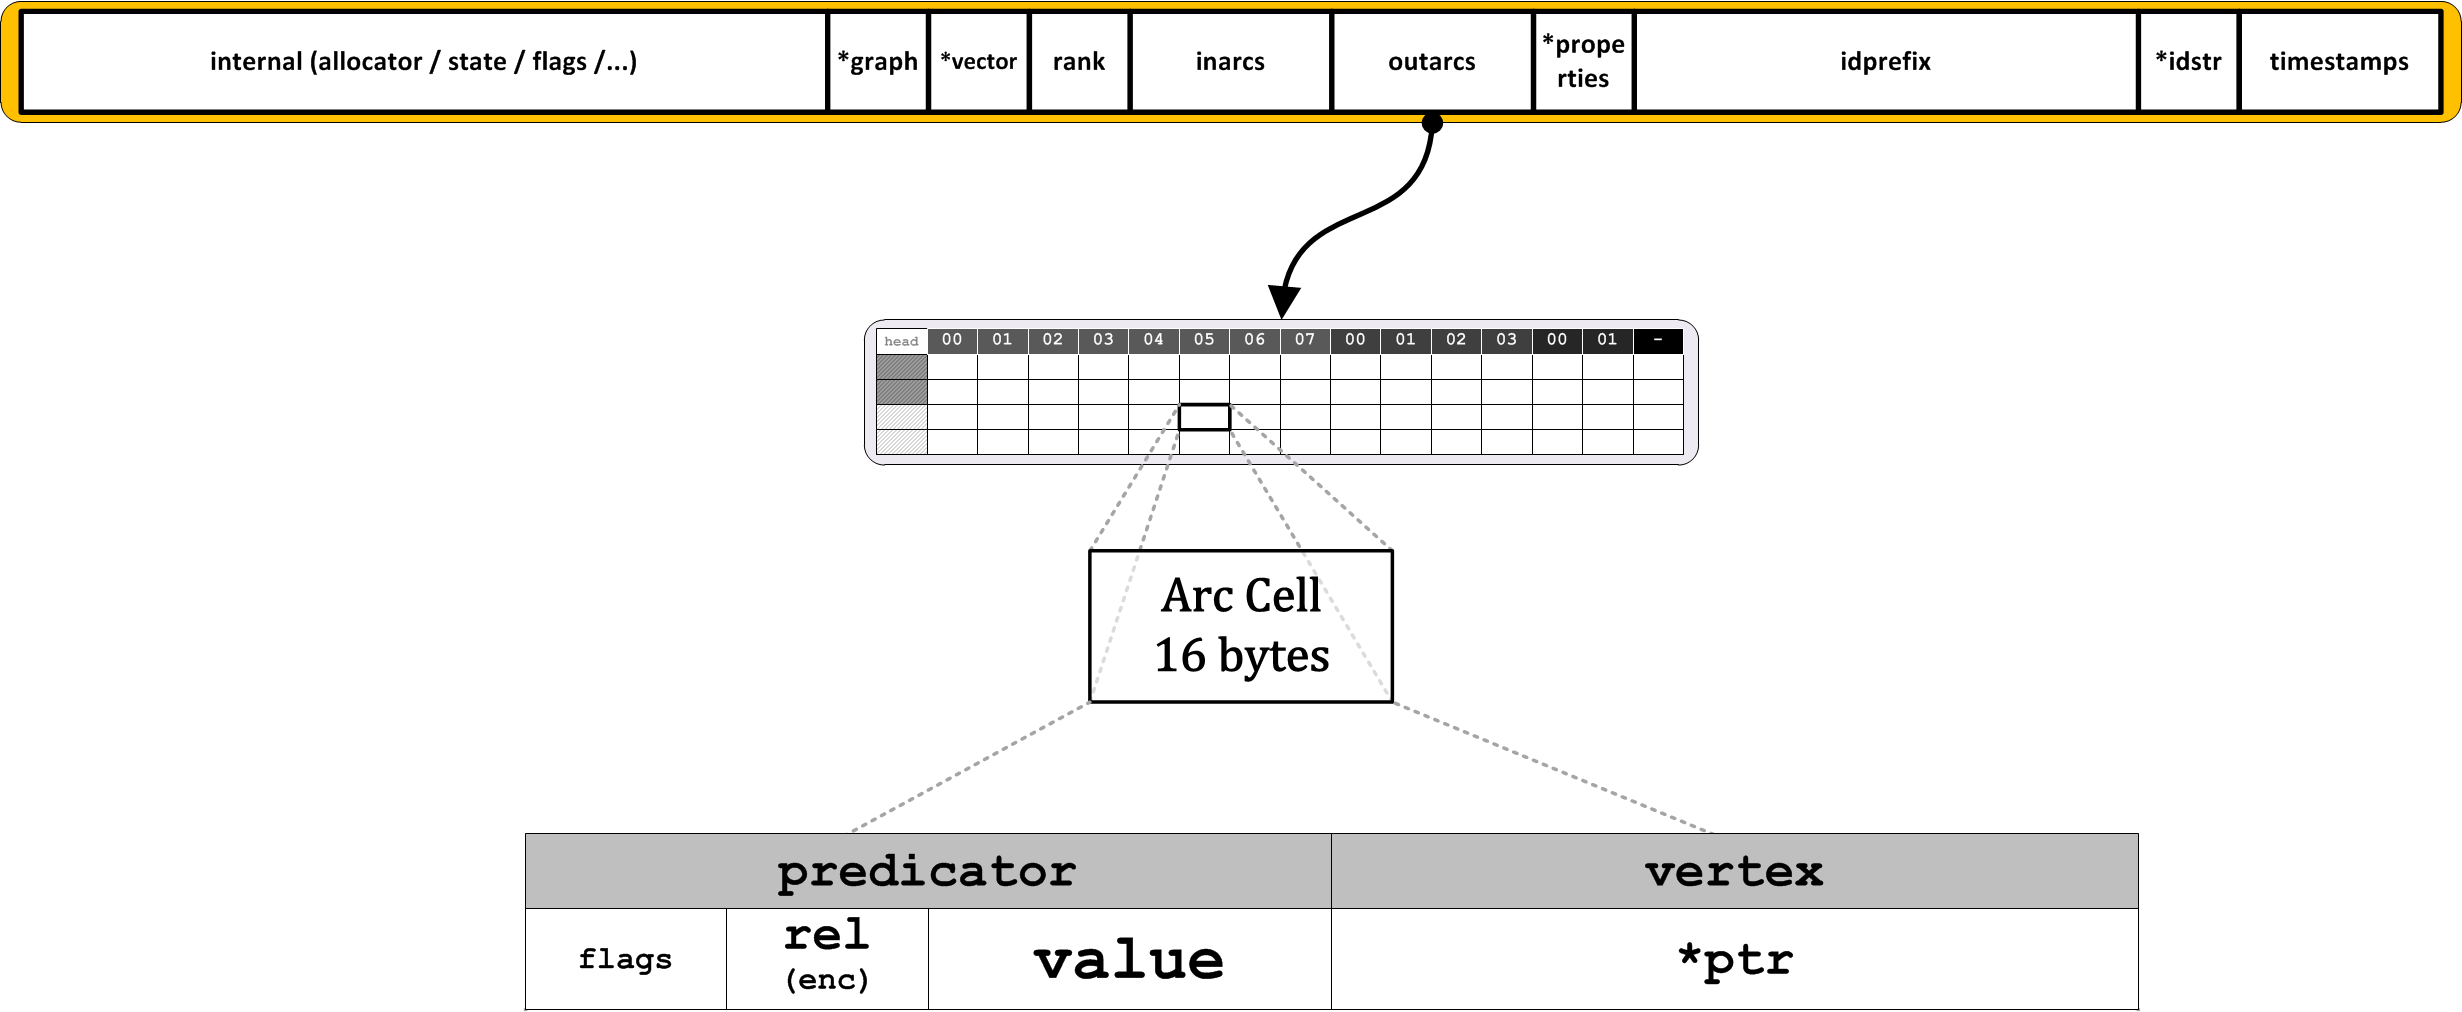 internal (allocator / state / flags /...) *graph *vector rank inarcs outarcs *prope idprefix *idstr timestamps
rties
head 00 01 02 03 04 05 06 07 00 01 02 03 00 01 -
Arc Cell
16 bytes
predicator vertex
flags rel value *ptr
(enc)